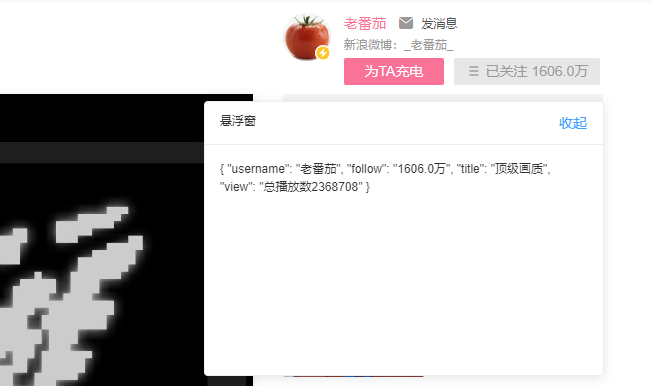 老番茄 发消息
新浪微博：_老番茄_
为TA充电 已关注 1606.0万
悬浮窗 收起
{ "username": "老番茄", "follow": "1606.0万", "title": "顶级画质",
"view": "总播放数2368708" }